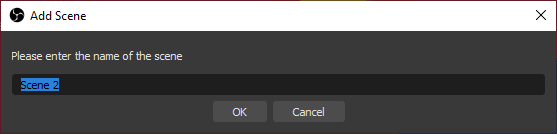 Add Scene
Please enter the name of the scene
Scene 2
OK Cancel